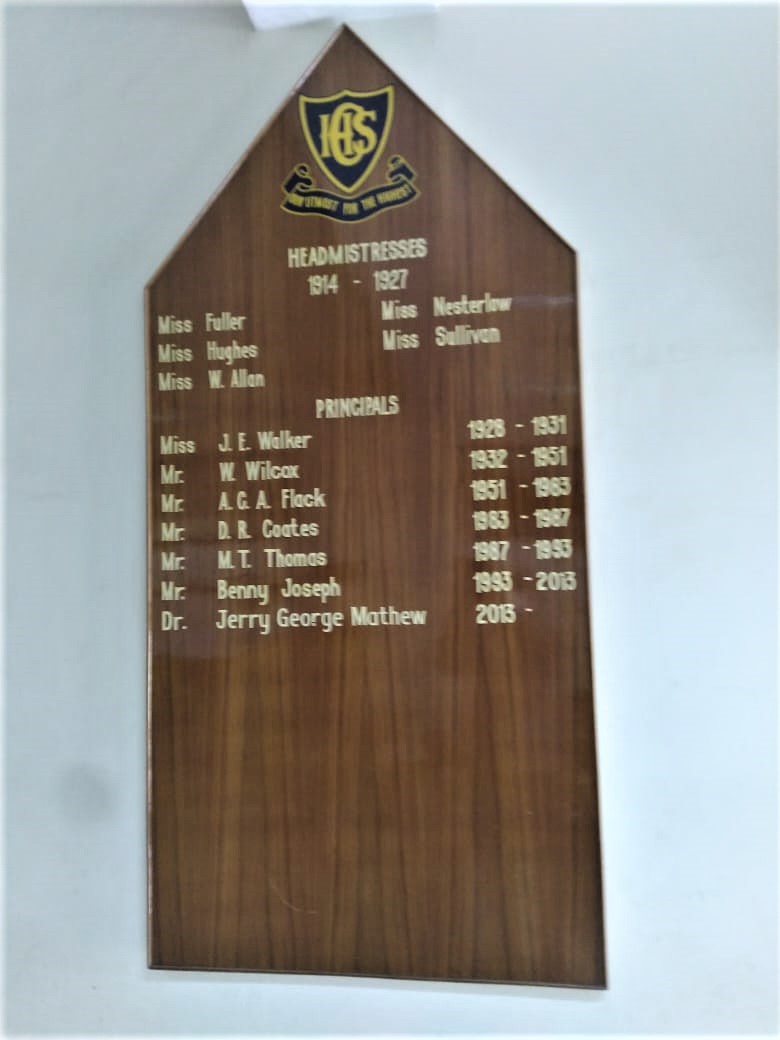 HCS
OUR UTMOST FOR THE HIGHEST
HEADMISTRESSES
1914 - 1927
Miss Fuller
Miss Hughes
Miss W. Allan
Miss Nesterlow
Miss Sullivan
PRINCIPALS
Miss J. E. Walker 1928 - 1931
Mr. W. Wilcox 1932 - 1951
Mr. A. G. A. Flack 1951 - 1983
Mr. D. R. Coates 1983 - 1987
Mr. M. T. Thomas 1987 - 1993
Mr. Benny Joseph 1993 - 2013
Dr. Jerry George Mathew 2013 -